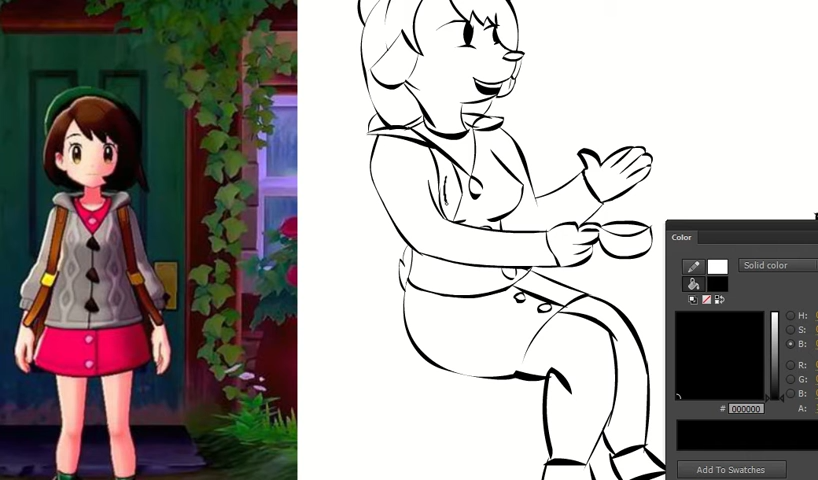 Color
Solid color
H:
S:
B:
R:
G:
B:
# 000000
A:
Add To Swatches